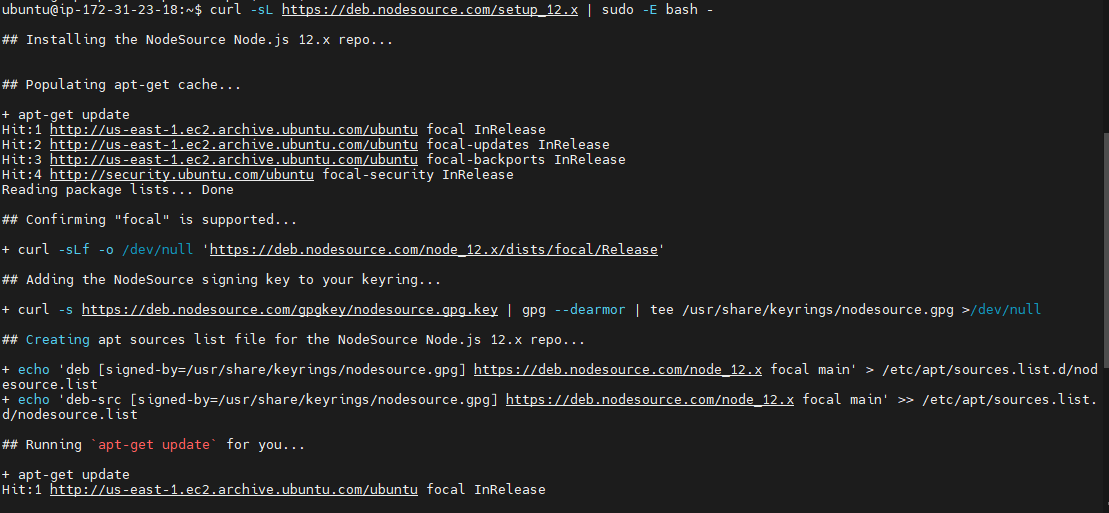 ubuntu@ip-172-31-23-18:~$ curl -sL https://deb.nodesource.com/setup_12.x | sudo -E bash -
## Installing the NodeSource Node.js 12.x repo...
## Populating apt-get cache...
+ apt-get update
Hit:1 http://us-east-1.ec2.archive.ubuntu.com/ubuntu focal InRelease
Hit:2 http://us-east-1.ec2.archive.ubuntu.com/ubuntu focal-updates InRelease
Hit:3 http://us-east-1.ec2.archive.ubuntu.com/ubuntu focal-backports InRelease
Hit:4 http://security.ubuntu.com/ubuntu focal-security InRelease
Reading package lists... Done
## Confirming "focal" is supported...
+ curl -sLf -o /dev/null 'https://deb.nodesource.com/node_12.x/dists/focal/Release'
## Adding the NodeSource signing key to your keyring...
+ curl -s https://deb.nodesource.com/gpgkey/nodesource.gpg.key | gpg --dearmor | tee /usr/share/keyrings/nodesource.gpg >/dev/null
## Creating apt sources list file for the NodeSource Node.js 12.x repo...
+ echo 'deb [signed-by=/usr/share/keyrings/nodesource.gpg] https://deb.nodesource.com/node_12.x focal main' > /etc/apt/sources.list.d/nod
esource.list
+ echo 'deb-src [signed-by=/usr/share/keyrings/nodesource.gpg] https://deb.nodesource.com/node_12.x focal main' >> /etc/apt/sources.list.
d/nodesource.list
## Running `apt-get update` for you...
+ apt-get update
Hit:1 http://us-east-1.ec2.archive.ubuntu.com/ubuntu focal InRelease